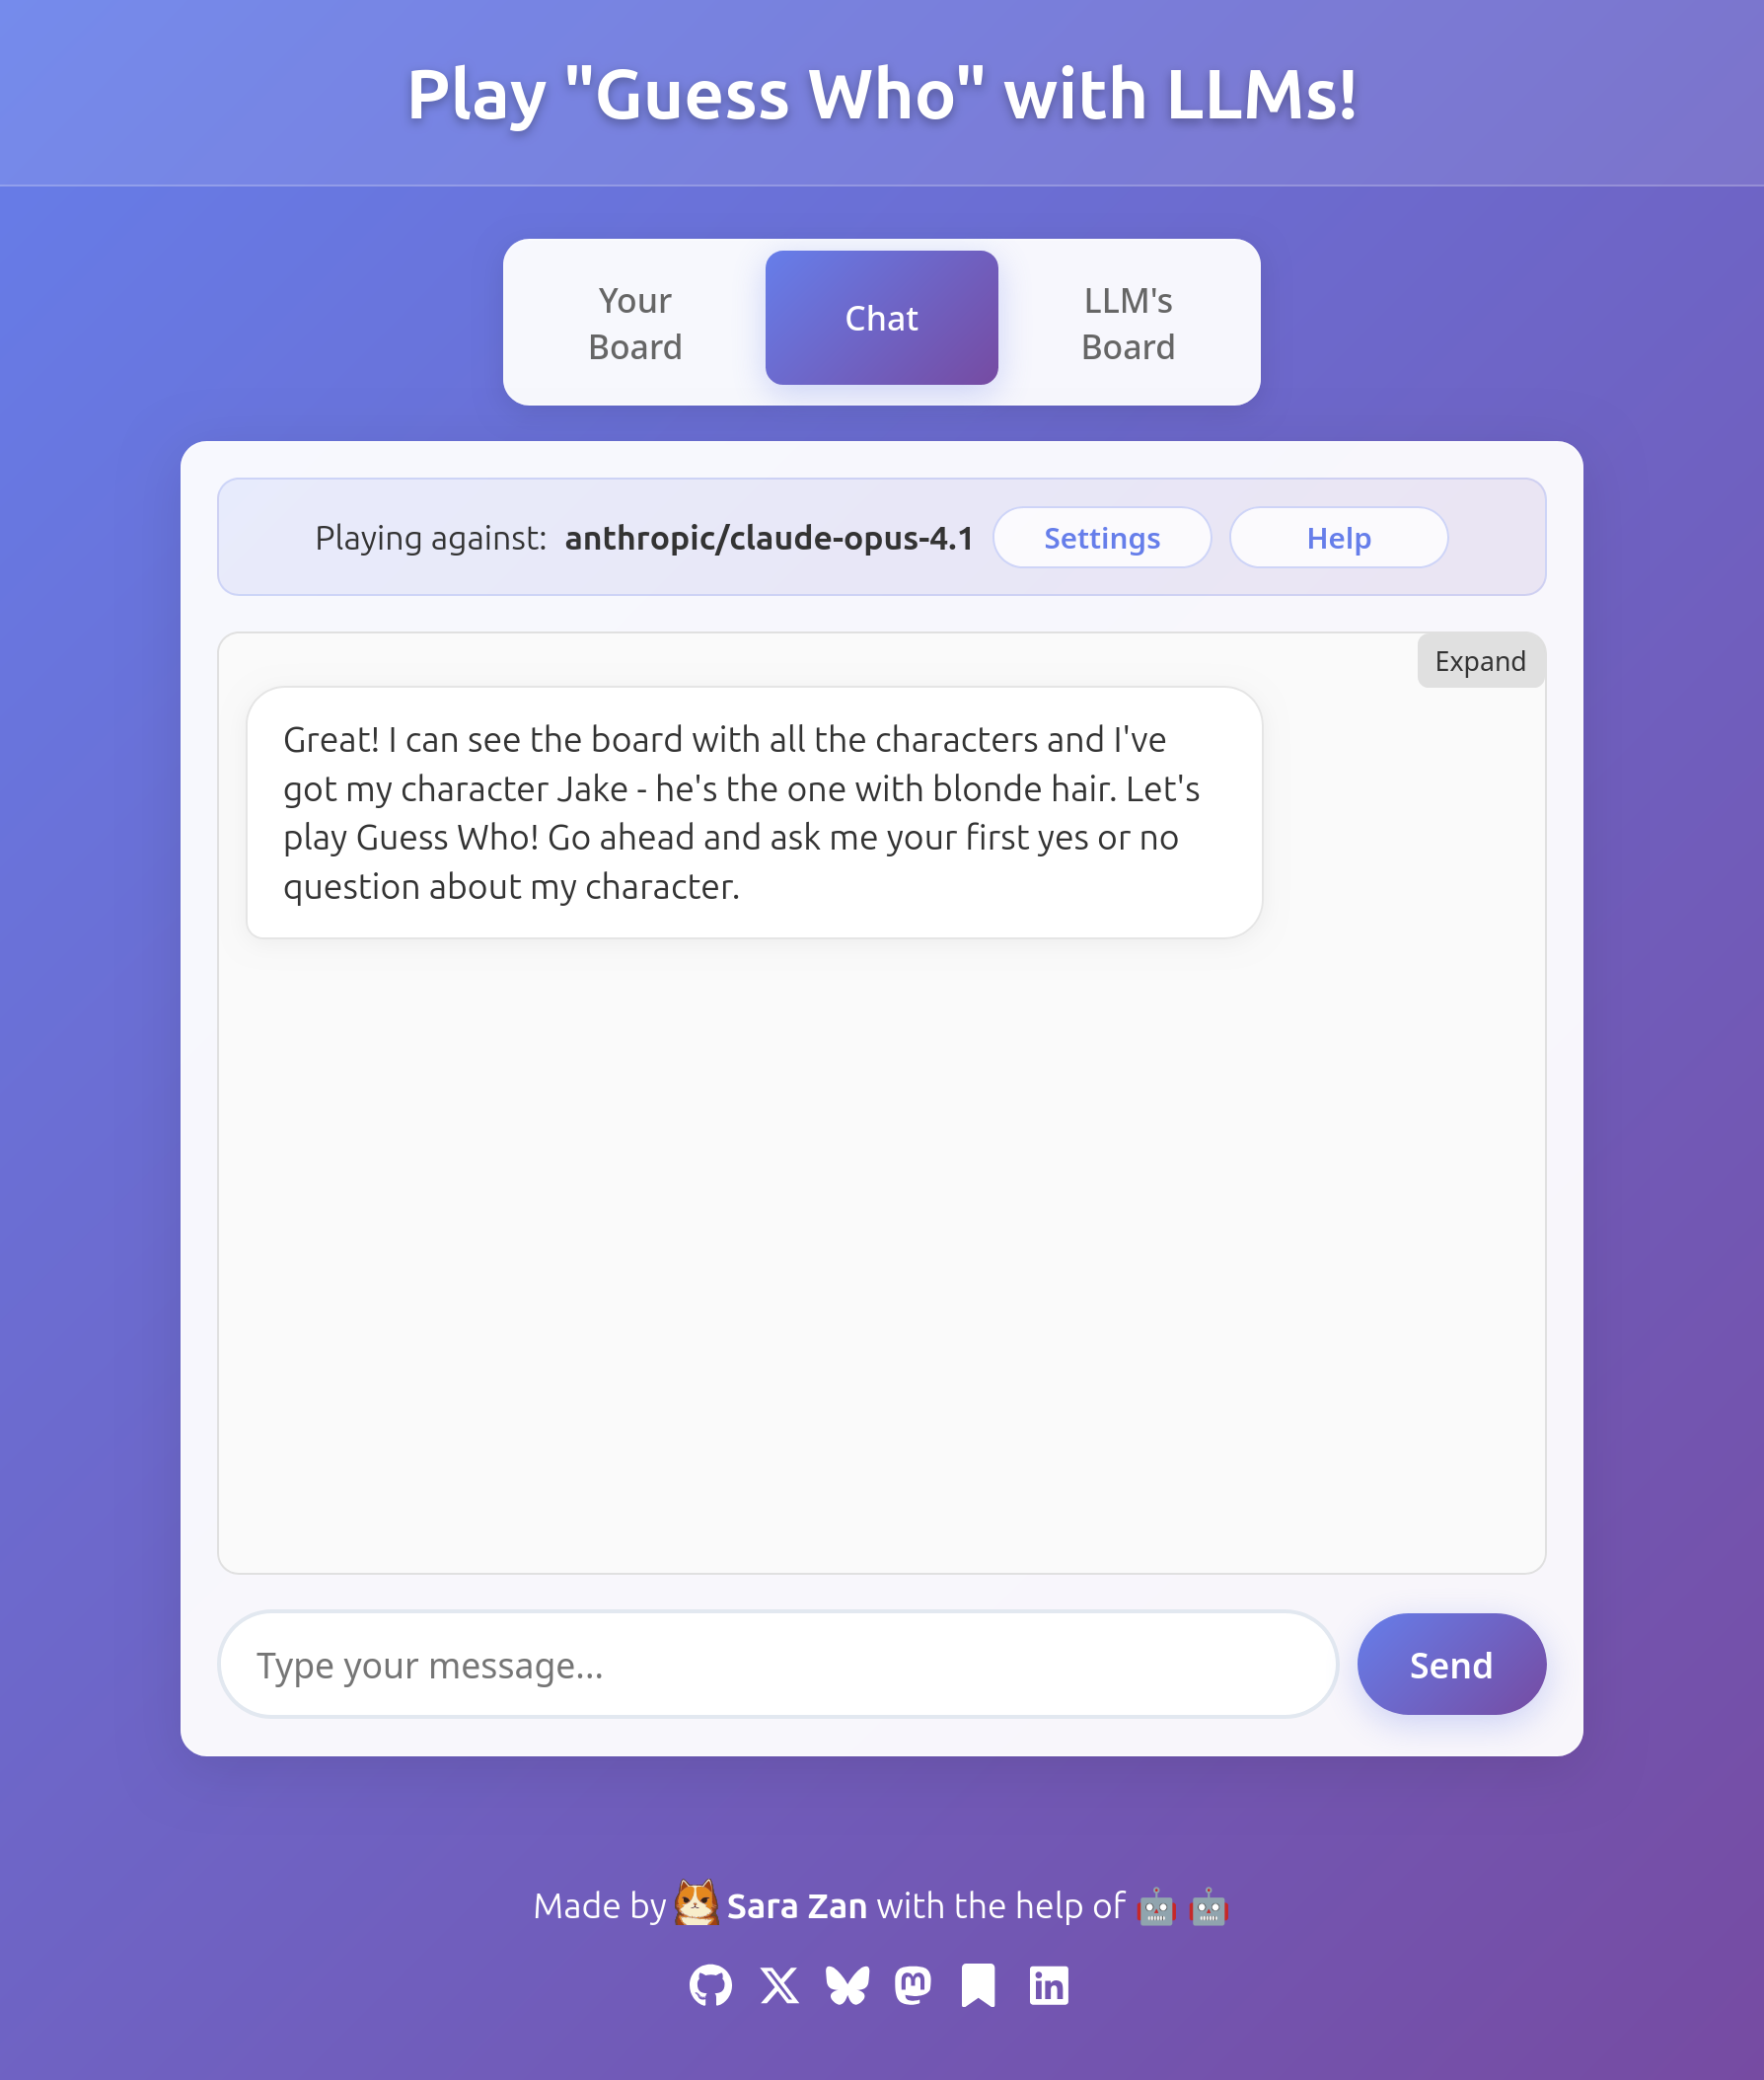 Play "Guess Who" with LLMs!
Your
Board
Chat
LLM's
Board
Playing against: anthropic/claude-opus-4.1
Settings
Help
Expand
Great! I can see the board with all the characters and I've
got my character Jake - he's the one with blonde hair. Let's
play Guess Who! Go ahead and ask me your first yes or no
question about my character.
Type your message...
Send
Made by Sara Zan with the help of